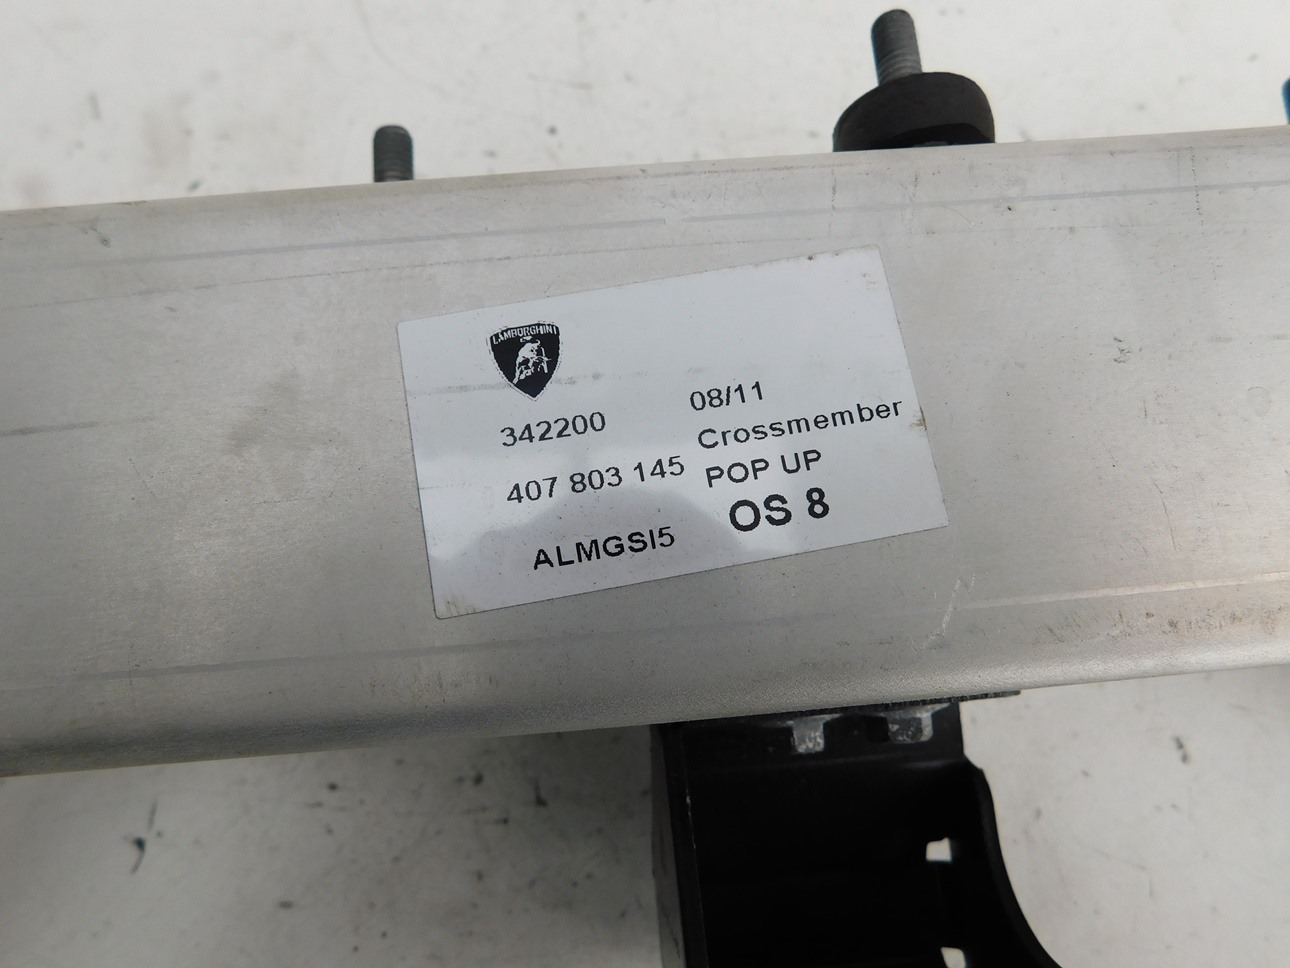 LAMBORGHINI
342200
08/11
Crossmember
407 803 145
POP UP
OS 8
ALMGSI5